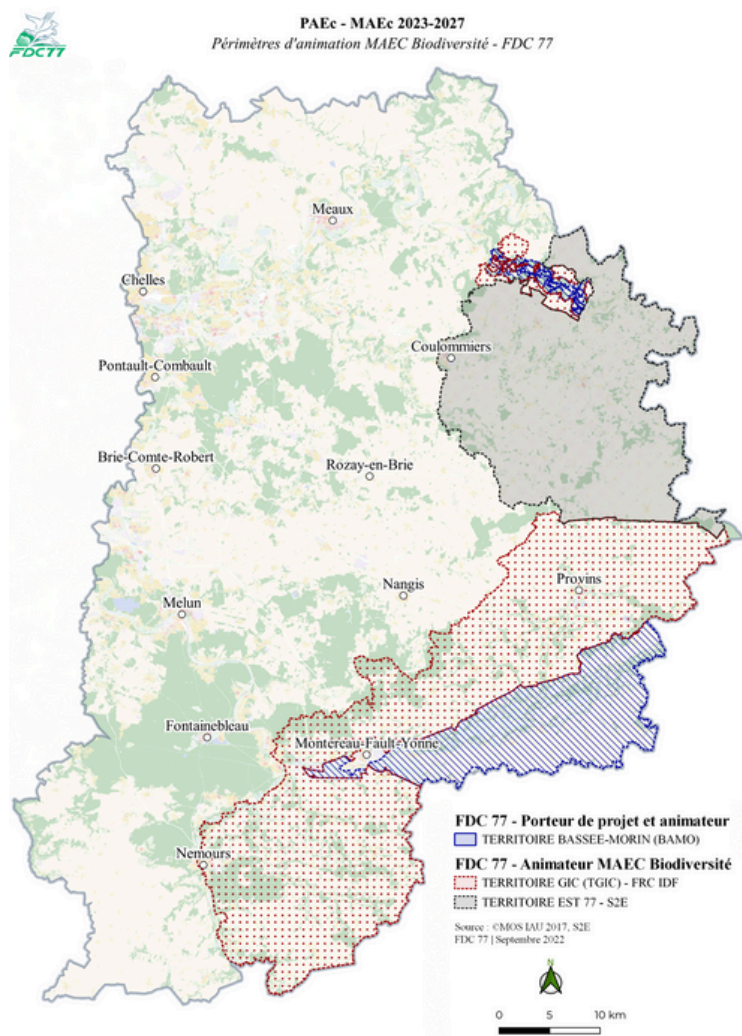 FDC77
PAEc - MAEc 2023-2027
Périmètres d'animation MAEC Biodiversité - FDC 77
Meaux
Chelles
Coulommiers
Pontault-Combault
Brie-Comte-Robert
Rozay-en-Brie
Nangis
Provins
Melun
Fontainebleau
Montereau-Fault-Yonne
Nemours
FDC 77 - Porteur de projet et animateur
TERRITOIRE BASSEE-MORIN (BAMO)
FDC 77 - Animateur MAEC Biodiversité
TERRITOIRE GIC (TGIC) - FRC IDF
TERRITOIRE EST 77 - S2E
Source : ©MOS IAU 2017, S2E
FDC 77 | Septembre 2022
N
0 5 10 km